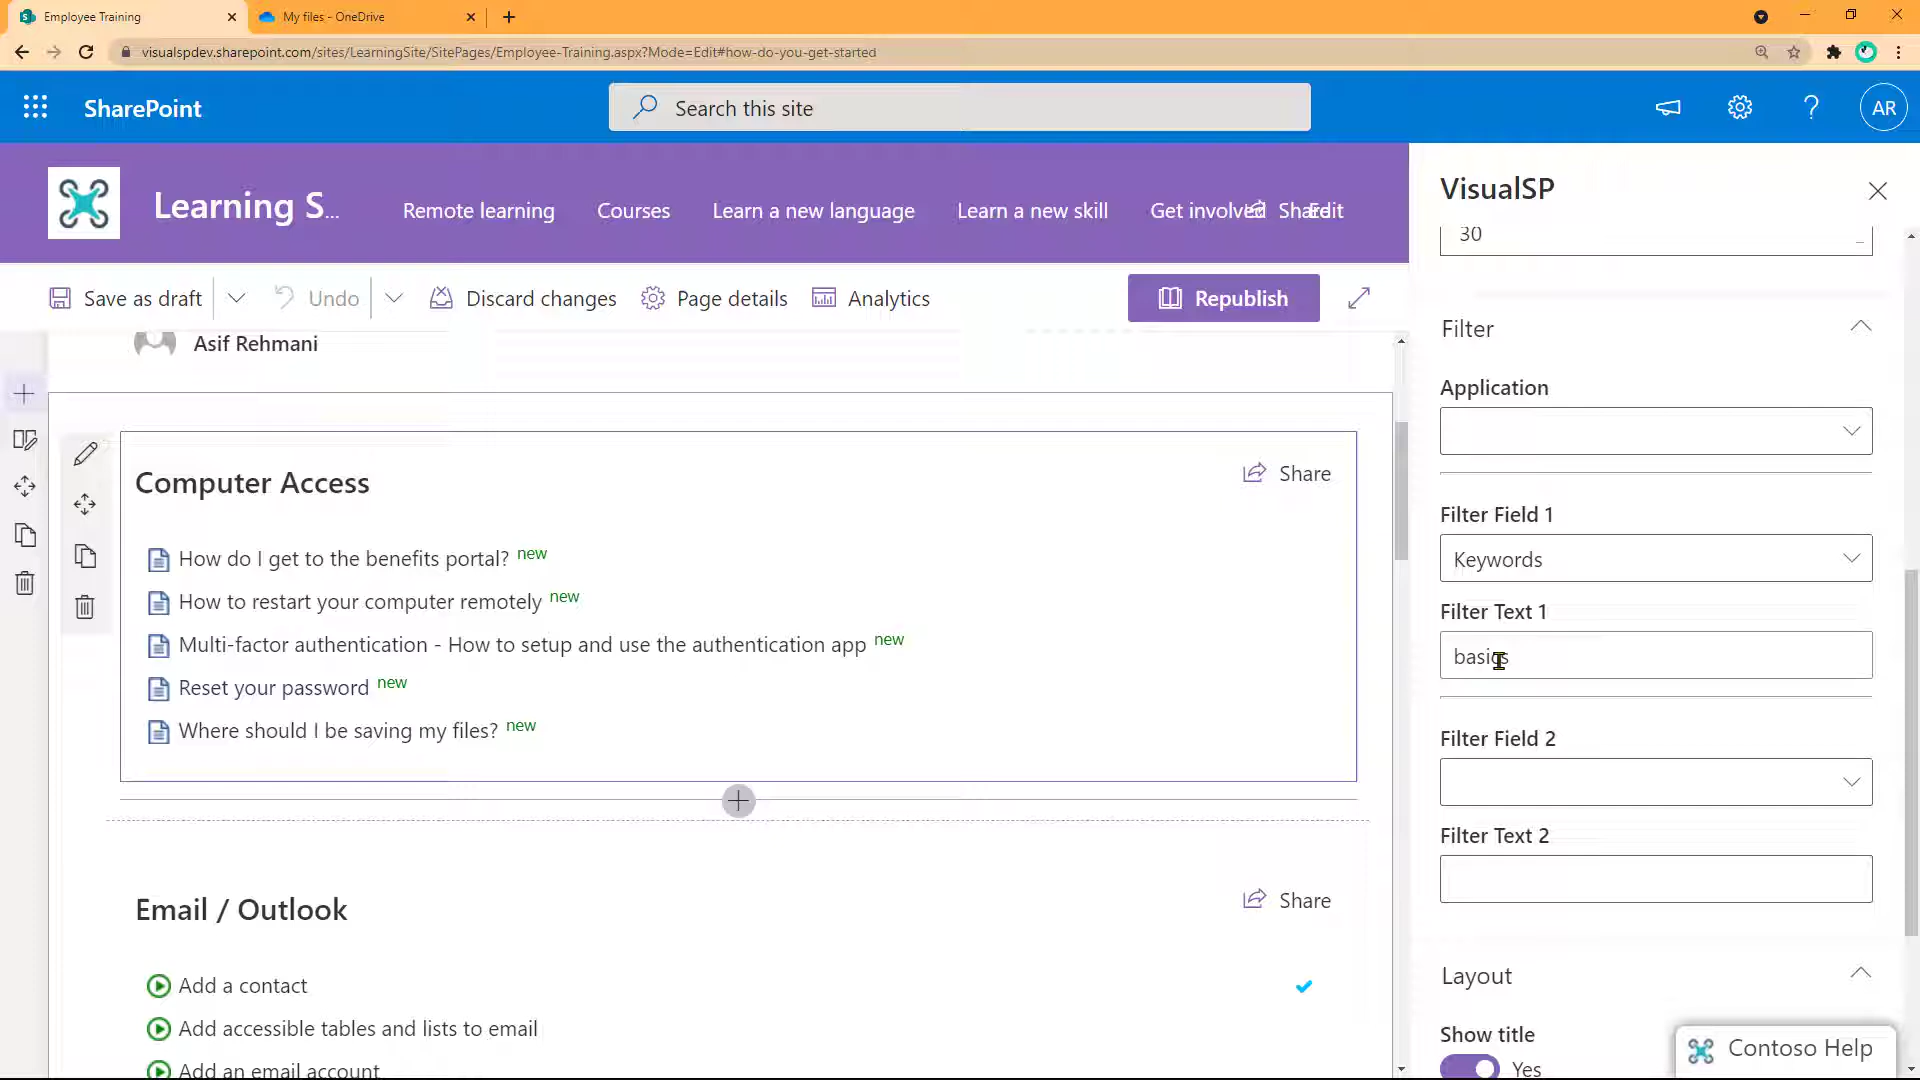 Employee Training
My files - OneDrive
visualspdev.sharepoint.com/sites/LearningSite/SitePages/Employee-Training.aspx?Mode=Edit#how-do-you-get-started
SharePoint
Search this site
AR
Learning S...
Remote learning
Courses
Learn a new language
Learn a new skill
Get involved
Share
Edit
Save as draft
Undo
Discard changes
Page details
Analytics
Republish
Asif Rehmani
Computer Access
Share
How do I get to the benefits portal? new
How to restart your computer remotely new
Multi-factor authentication - How to setup and use the authentication app new
Reset your password new
Where should I be saving my files? new
Email / Outlook
Share
Add a contact
Add accessible tables and lists to email
Add an email account
VisualSP
30
Filter
Application
Filter Field 1
Keywords
Filter Text 1
basics
Filter Field 2
Filter Text 2
Layout
Show title
Yes
Contoso Help